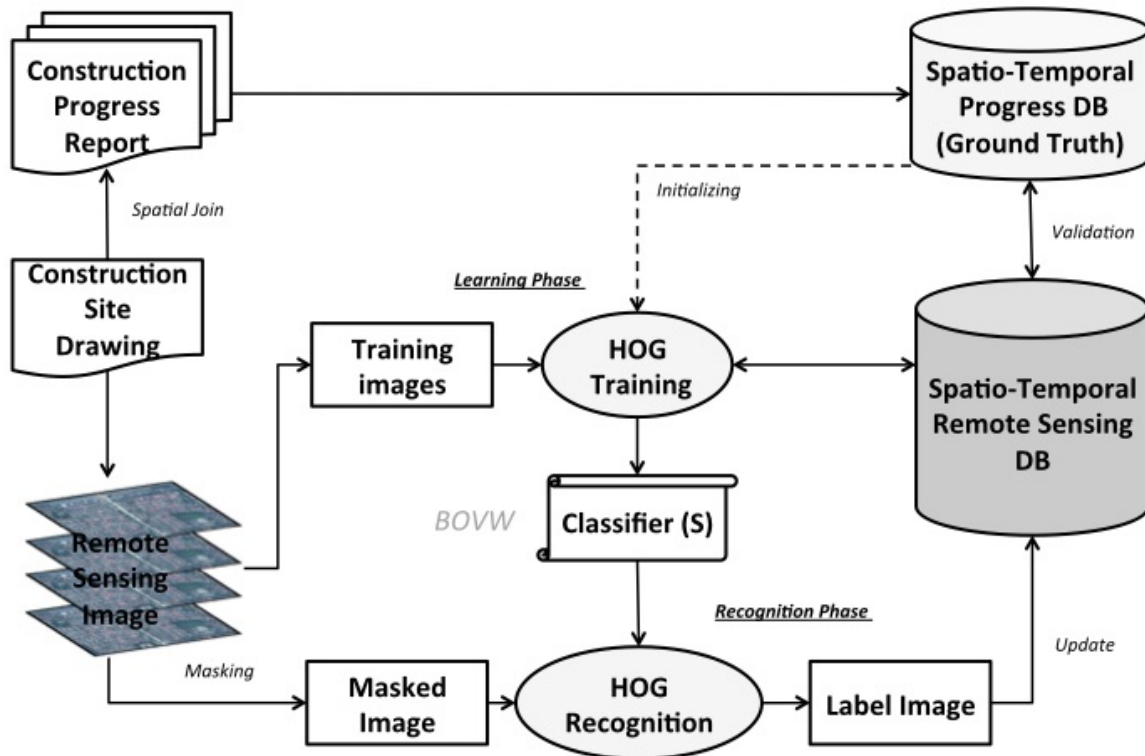 Construction
Progress
Report
Spatio-Temporal
Progress DB
(Ground Truth)
Initializing
Spatial Join
Validation
Construction
Site
Drawing
Learning Phase
Training
images
HOG
Training
Spatio-Temporal
Remote Sensing
DB
Remote
Sensing
Image
BOVW
Classifier (S)
Recognition Phase
Masking
Update
Masked
Image
HOG
Recognition
Label Image